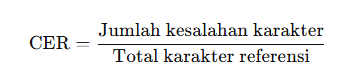 CER = Jumlah kesalahan karakter
Total karakter referensi